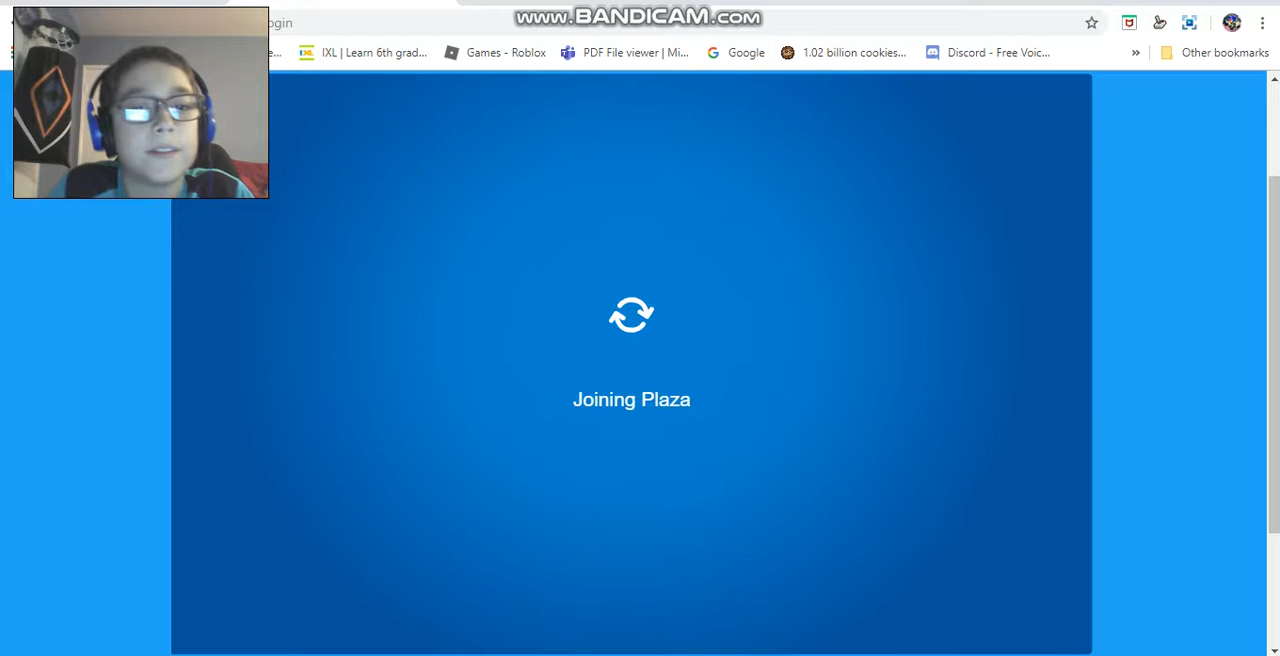 www.BANDICAM.com
ogin
e...
IXL | Learn 6th grad...
Games - Roblox
PDF File viewer | Mi...
Google
1.02 billion cookies...
Discord - Free Voic...
»
Other bookmarks
Joining Plaza